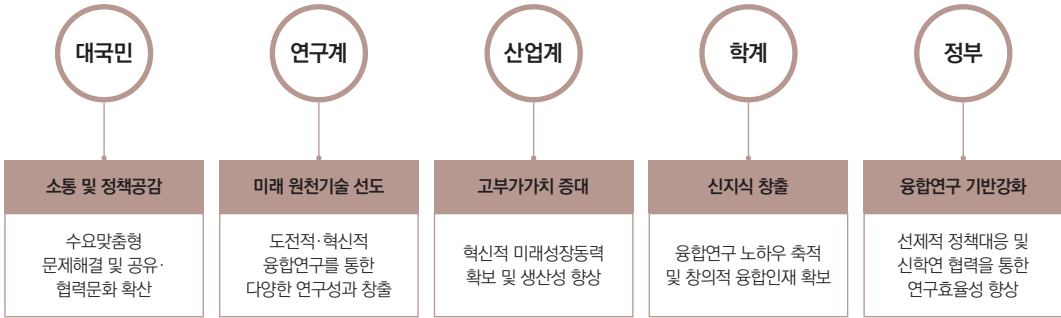 대국민
연구계
산업계
학계
정부
소통 및 정책공감
미래 원천기술 선도
고부가가치 증대
신지식 창출
융합연구 기반강화
수요맞춤형
문제해결 및 공유·
협력문화 확산
도전적·혁신적
융합연구를 통한
다양한 연구성과 창출
혁신적 미래성장동력
확보 및 생산성 향상
융합연구 노하우 축적
및 창의적 융합인재 확보
선제적 정책대응 및
신학연 협력을 통한
연구효율성 향상